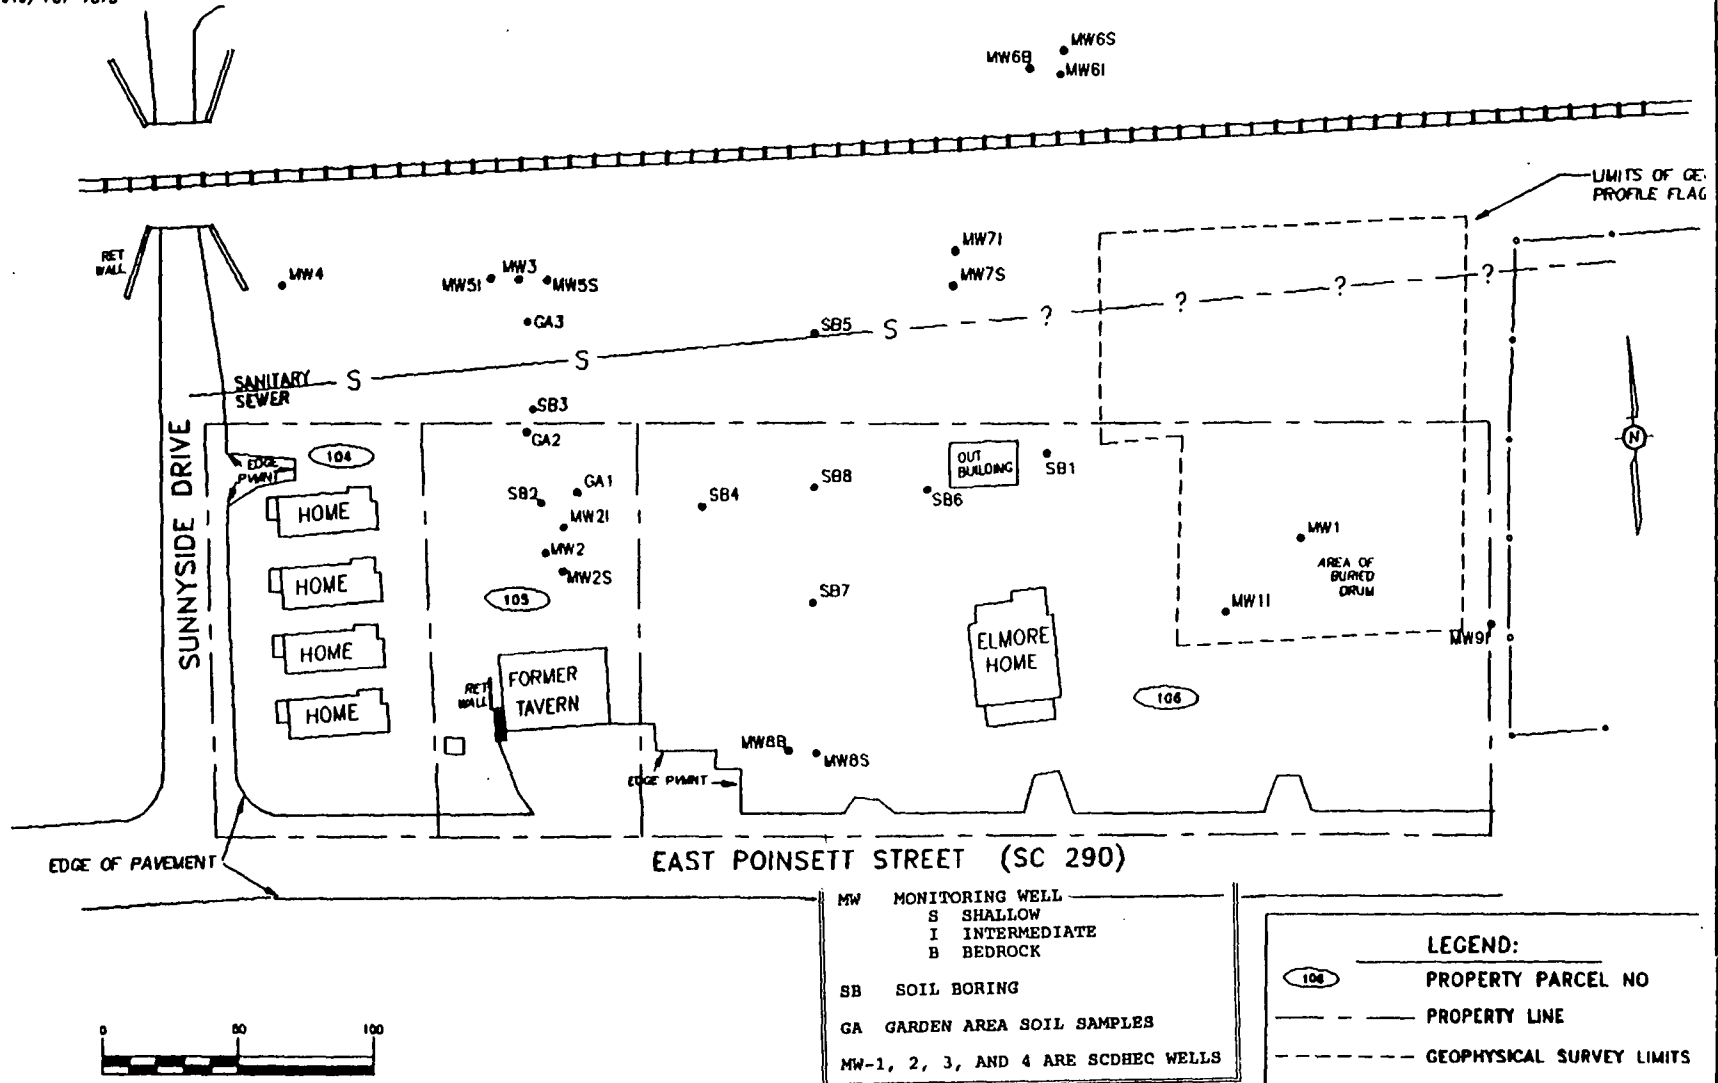 MW6S
MW6B
MW6I
LIMITS OF GE
PROFILE FLAG
RET
WALL
MW4
MW5I
MW3
MW5S
MW7I
MW7S
GA3
SB5
S
S
S
?
?
?
?
SANITARY
SEWER
SB3
GA2
SUNNYSIDE DRIVE
EDGE
PVMNT
104
HOME
HOME
HOME
HOME
SB2
GA1
MW2I
MW2
MW2S
105
SB4
SB8
SB6
OUT
BUILDING
SB1
SB7
MW1
AREA OF
BURIED
DRUM
MW1I
MW9I
N
ELMORE
HOME
106
RET
WALL
FORMER
TAVERN
MW8B
MW8S
EDGE PVMNT
EDGE OF PAVEMENT
EAST POINSETT STREET (SC 290)
MW MONITORING WELL
S SHALLOW
I INTERMEDIATE
B BEDROCK
SB SOIL BORING
GA GARDEN AREA SOIL SAMPLES
MW-1, 2, 3, AND 4 ARE SCDHEC WELLS
LEGEND:
106 PROPERTY PARCEL NO
PROPERTY LINE
GEOPHYSICAL SURVEY LIMITS
0 50 100